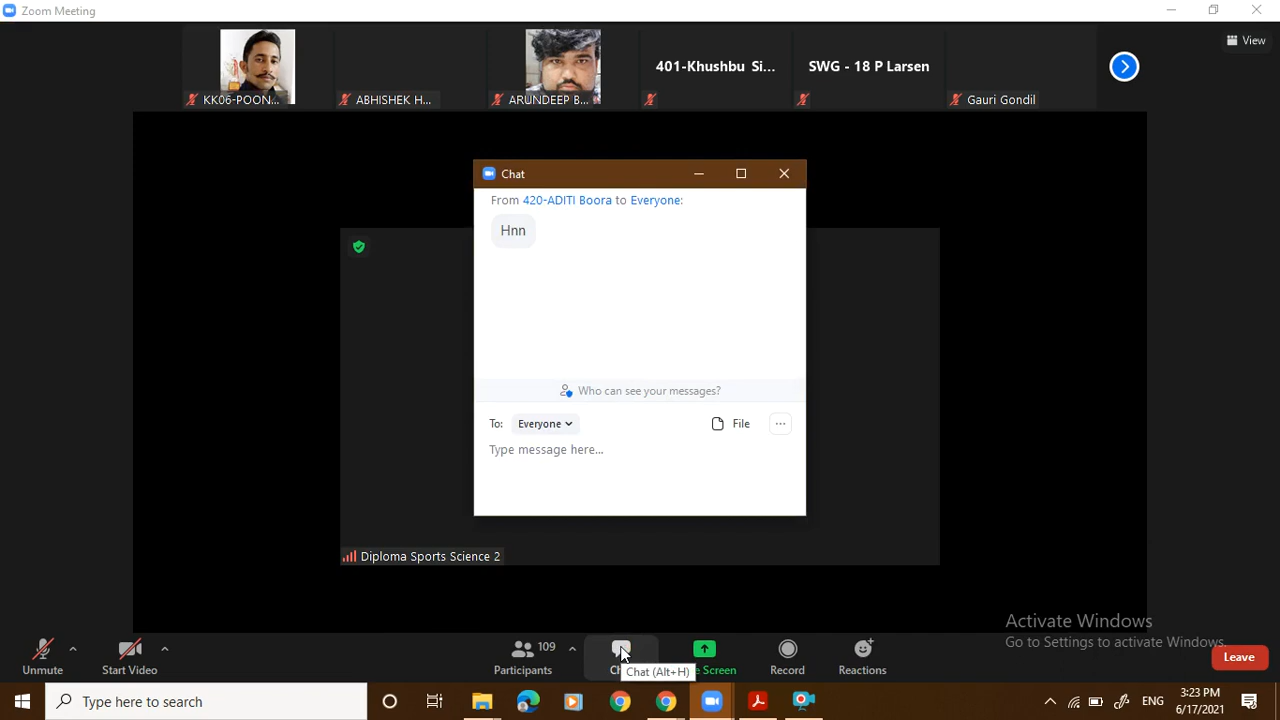 Zoom Meeting
View
401-Khushbu Si...
SWG - 18 P Larsen
KK06-POON...
ABHISHEK H...
ARUNDEEP B...
Gauri Gondil
Chat
From 420-ADITI Boora to Everyone:
Hnn
Who can see your messages?
To: Everyone
File
Type message here...
Diploma Sports Science 2
Activate Windows
Go to Settings to activate Windows.
109
Unmute
Start Video
Participants
Chat (Alt+H)
Screen
Record
Reactions
Leave
Type here to search
ENG
3:23 PM
6/17/2021